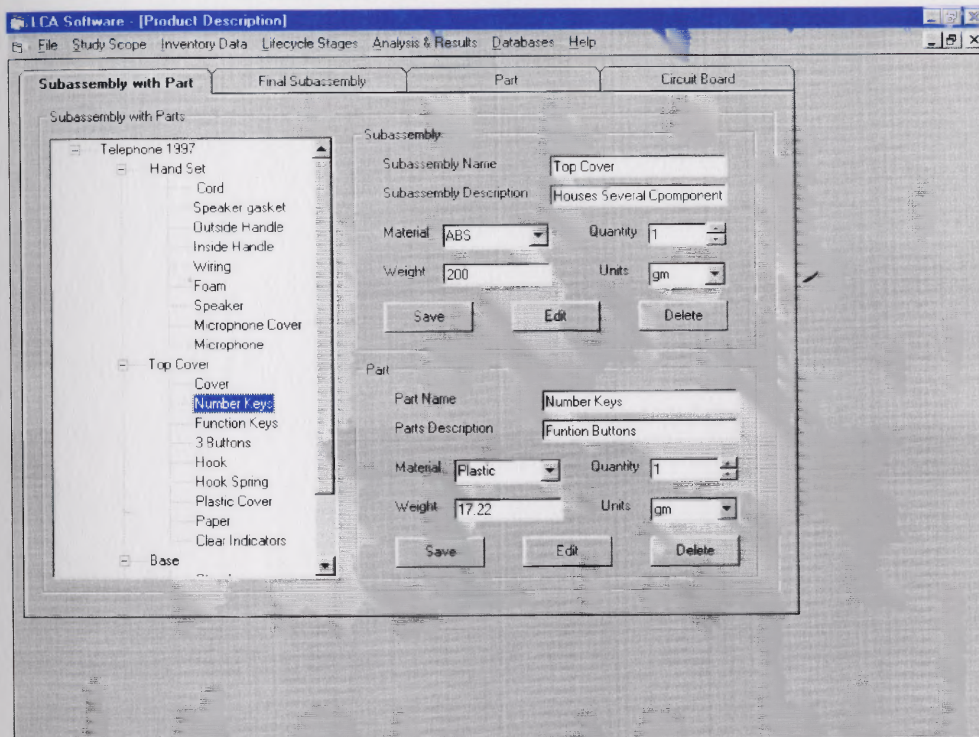 LCA Software - [Product Description]
File Study Scope Inventory Data Lifecycle Stages Analysis & Results Databases Help
Subassembly with Part Final Subassembly Part Circuit Board
Subassembly with Parts
Telephone 1997
Hand Set
Cord
Speaker gasket
Outside Handle
Inside Handle
Wiring
Foam
Speaker
Microphone Cover
Microphone
Top Cover
Cover
Number Keys
Function Keys
3 Buttons
Hook
Hook Spring
Plastic Cover
Paper
Clear Indicators
Base
Subassembly
Subassembly Name Top Cover
Subassembly Description Houses Several Cpomponent
Material ABS Quantity 1
Weight 200 Units gm
Save Edit Delete
Part
Part Name Number Keys
Parts Description Funtion Buttons
Material Plastic Quantity 1
Weight 17.22 Units gm
Save Edit Delete